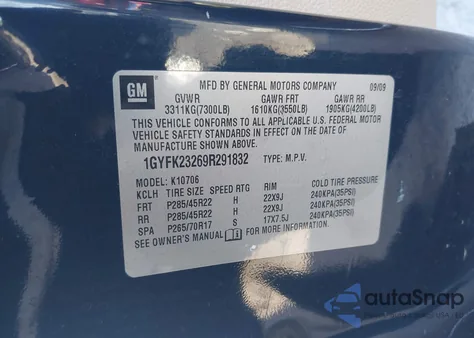 GM
MFD BY GENERAL MOTORS COMPANY 09/09
GVWR GAWR FRT GAWR RR
3311KG(7300LB) 1610KG(3550LB) 1905KG(4200LB)
THIS VEHICLE CONFORMS TO ALL APPLICABLE U.S. FEDERAL MOTOR
VEHICLE SAFETY STANDARDS IN EFFECT ON THE DATE OF
MANUFACTURE SHOWN ABOVE.
1GYFK23269R291832 TYPE: M.P.V.
MODEL: K10706
KCLH TIRE SIZE SPEED RTG RIM COLD TIRE PRESSURE
FRT P285/45R22 H 22X9J 240KPA(35PSI)
RR P285/45R22 H 22X9J 240KPA(35PSI)
SPA P265/70R17 S 17X7.5J 240KPA(35PSI)
SEE OWNER'S MANUAL FOR MORE INFORMATION.
autoSnap